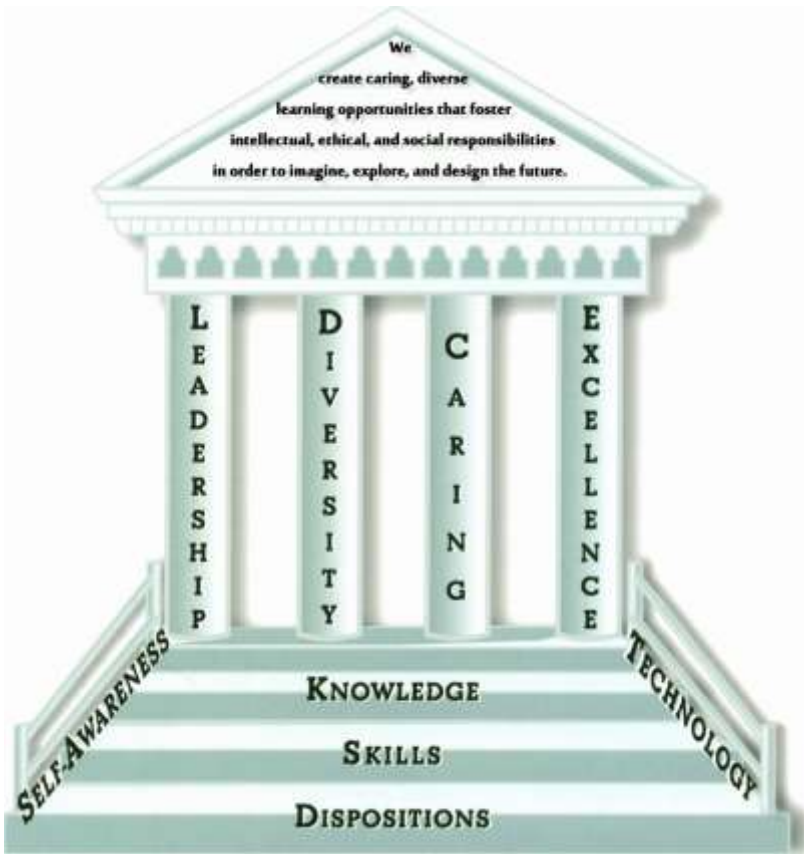 We
create caring, diverse
learning opportunities that foster
intellectual, ethical, and social responsibilities
in order to imagine, explore, and design the future.
LEADERSHIP
DIVERSITY
CARING
EXCELLENCE
SELF-AWARENESS
TECHNOLOGY
KNOWLEDGE
SKILLS
DISPOSITIONS